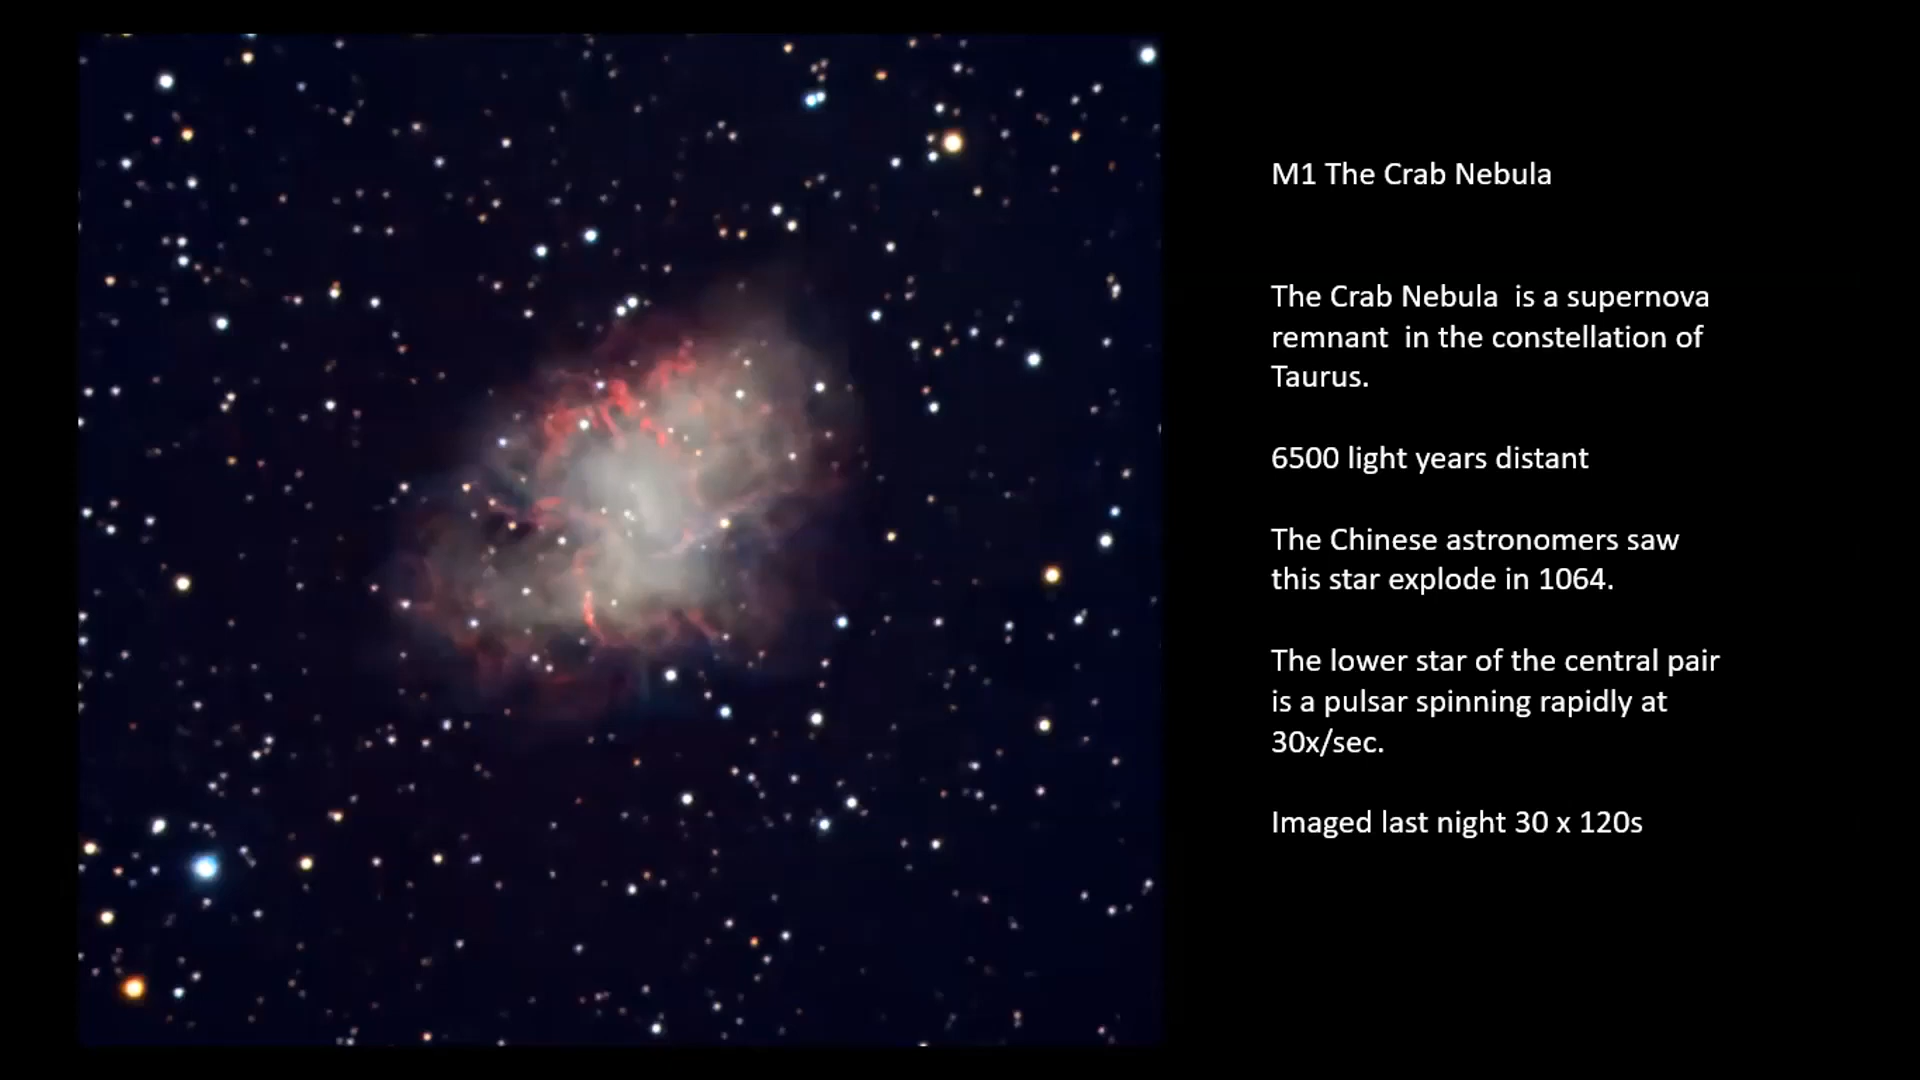 M1 The Crab Nebula
The Crab Nebula  is a supernova
remnant  in the constellation of
Taurus.
6500 light years distant
The Chinese astronomers saw
this star explode in 1064.
The lower star of the central pair
is a pulsar spinning rapidly at
30x/sec.
Imaged last night 30 x 120s